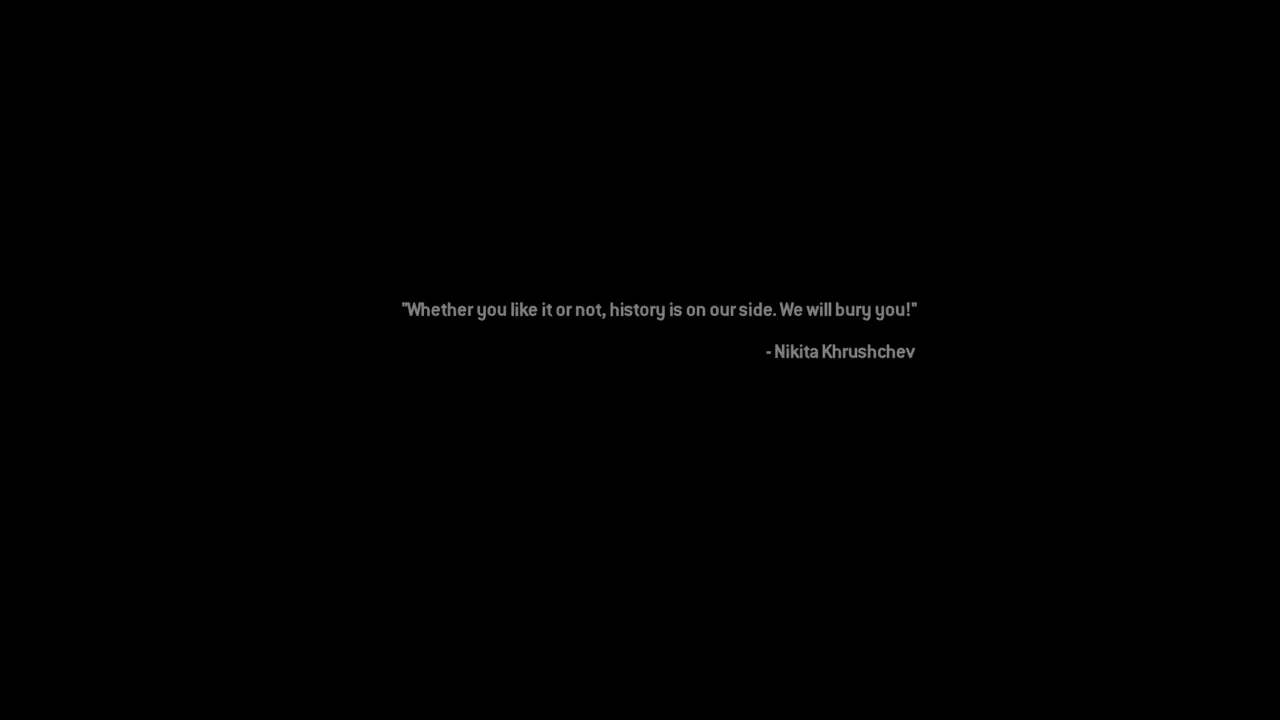 "Whether you like it or not, history is on our side. We will bury you!"
- Nikita Khrushchev